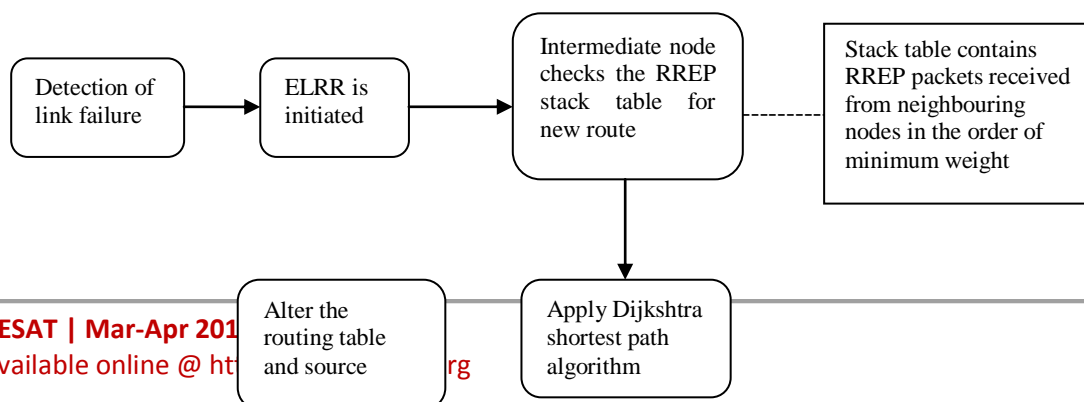 Detection of
link failure
ELRR is
initiated
Intermediate node
checks the RREP
stack table for
new route
Stack table contains
RREP packets received
from neighbouring
nodes in the order of
minimum weight
Alter the
routing table
and source
Apply Dijkshtra
shortest path
algorithm
ESAT | Mar-Apr 201
vailable online @ htt rg